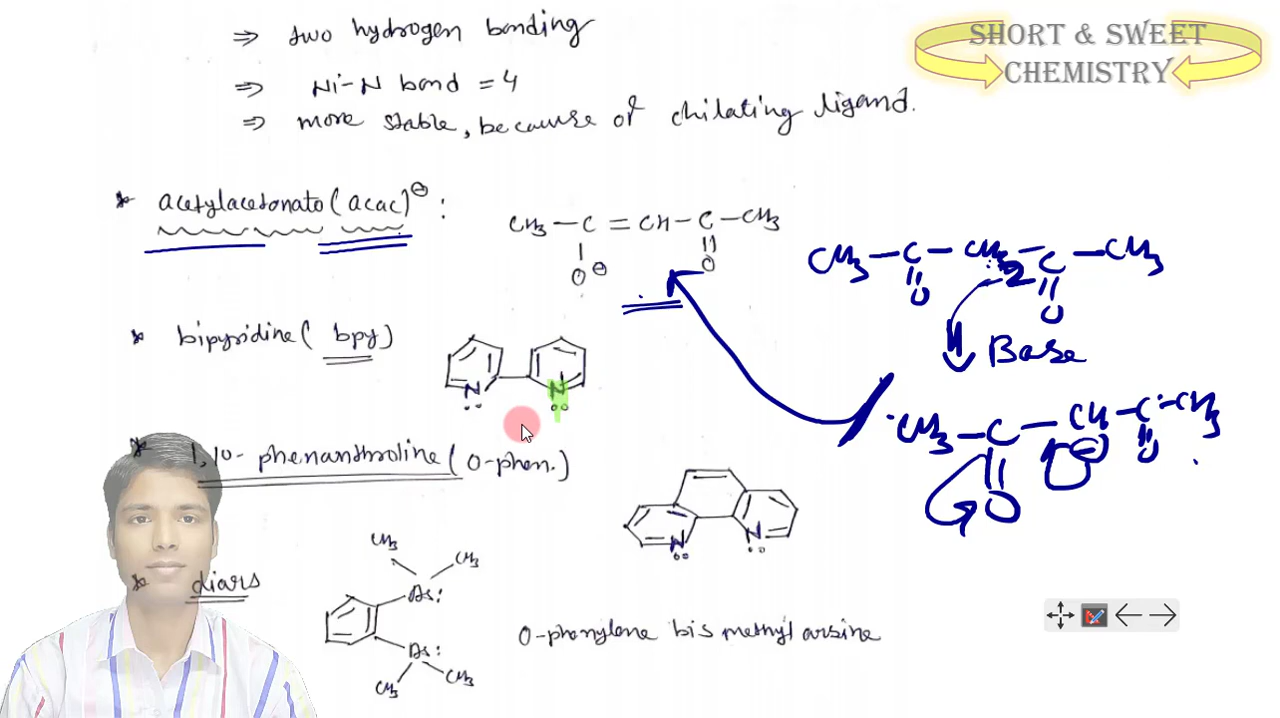 ⇒ two hydrogen bonding
⇒ Ni-N bond = 4
⇒ more stable, because of chilating ligand.
SHORT & SWEET
CHEMISTRY
* acetylacetonato (acac)⊖ :
CH3 — C = CH — C — CH3
O⊖ O
CH3 — C — CH2 — C — CH3
O O
Base
CH3 — C — CH — C — CH3
⊖
O O
* bipyridine ( bpy )
N N
* 1,10- phenanthroline ( O-phen. )
N N
* diars
CH3 CH3
As:
As:
CH3 CH3
O-phenylene bis methyl arsine